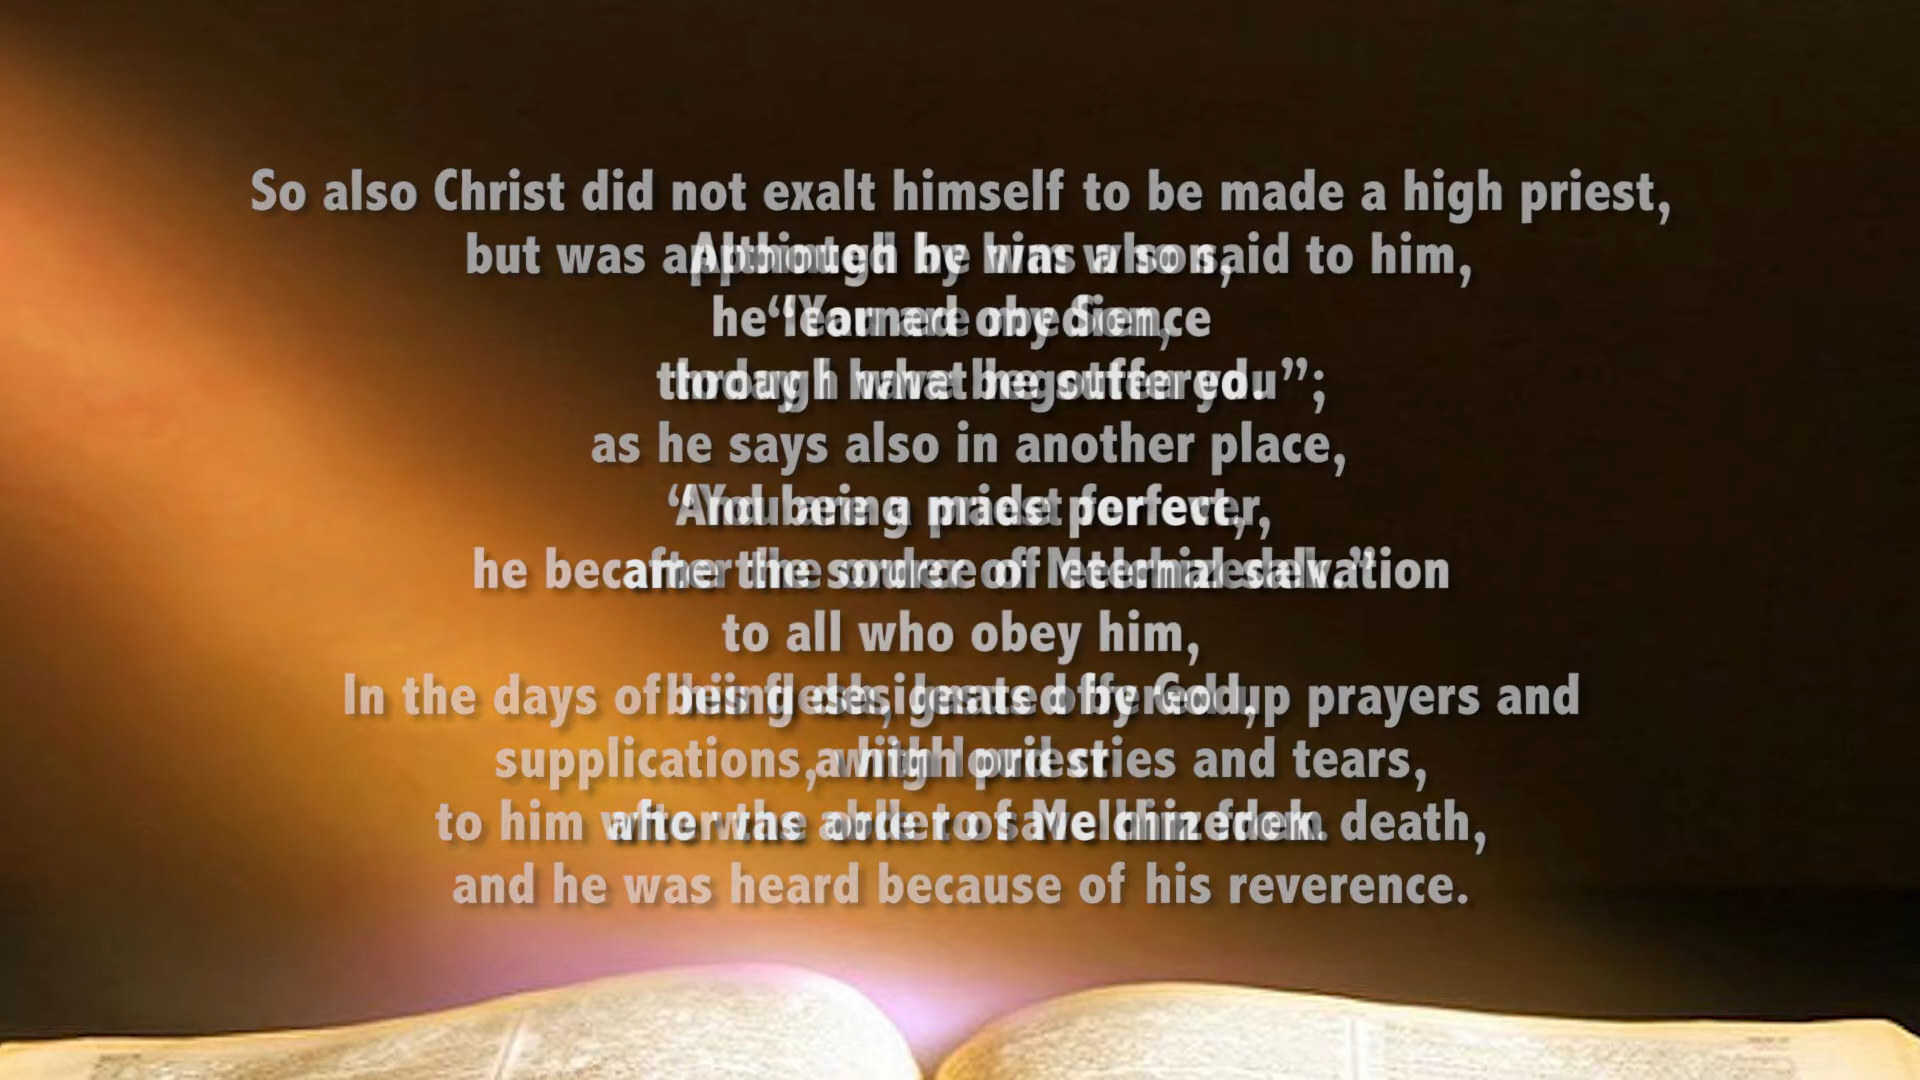 So also Christ did not exalt himself to be made a high priest,
but was appointed by him who said to him,
“You are my Son,
today I have begotten you”;
as he says also in another place,
“You are a priest for ever,
after the order of Melchizedek.”
In the days of his flesh, Jesus offered up prayers and
supplications, with loud cries and tears,
to him who was able to save him from death,
and he was heard because of his reverence.
Although he was a son,
he learned obedience
through what he suffered.
And being made perfect,
he became the source of eternal salvation
to all who obey him,
being designated by God,
a high priest
after the order of Melchizedek.